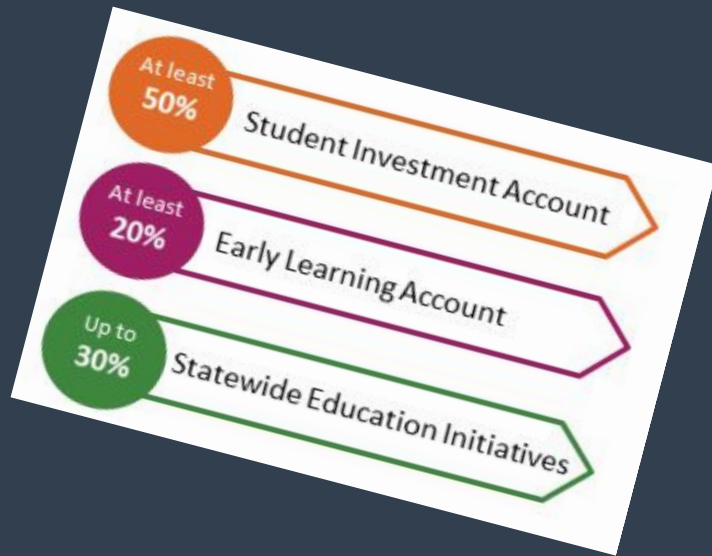 At least
50%
Student Investment Account
At least
20%
Early Learning Account
Up to
30%
Statewide Education Initiatives